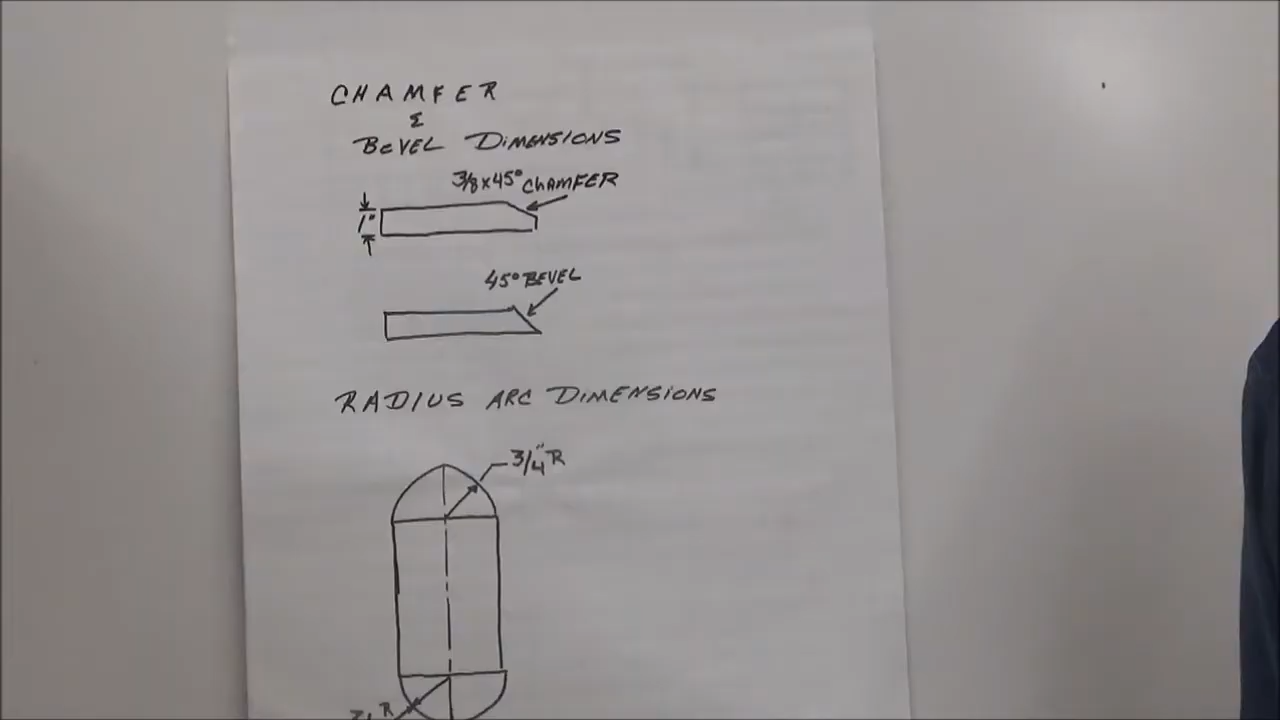 CHAMFER
&
BEVEL DIMENSIONS
3/8x45° CHAMFER
1"
45° BEVEL
RADIUS ARC DIMENSIONS
3/4" R
R